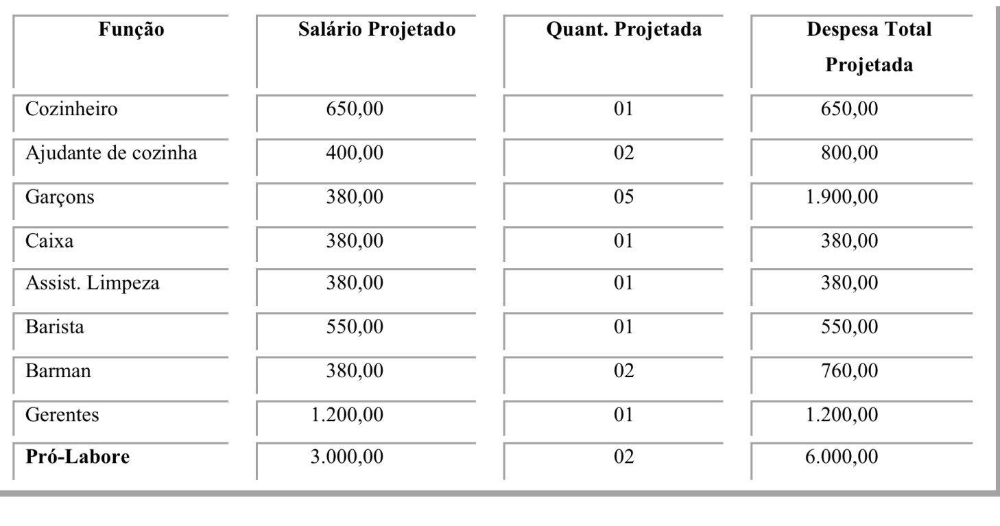 Função Salário Projetado Quant. Projetada Despesa Total
Projetada
Cozinheiro 650,00 01 650,00
Ajudante de cozinha 400,00 02 800,00
Garçons 380,00 05 1.900,00
Caixa 380,00 01 380,00
Assist. Limpeza 380,00 01 380,00
Barista 550,00 01 550,00
Barman 380,00 02 760,00
Gerentes 1.200,00 01 1.200,00
Pró-Labore 3.000,00 02 6.000,00